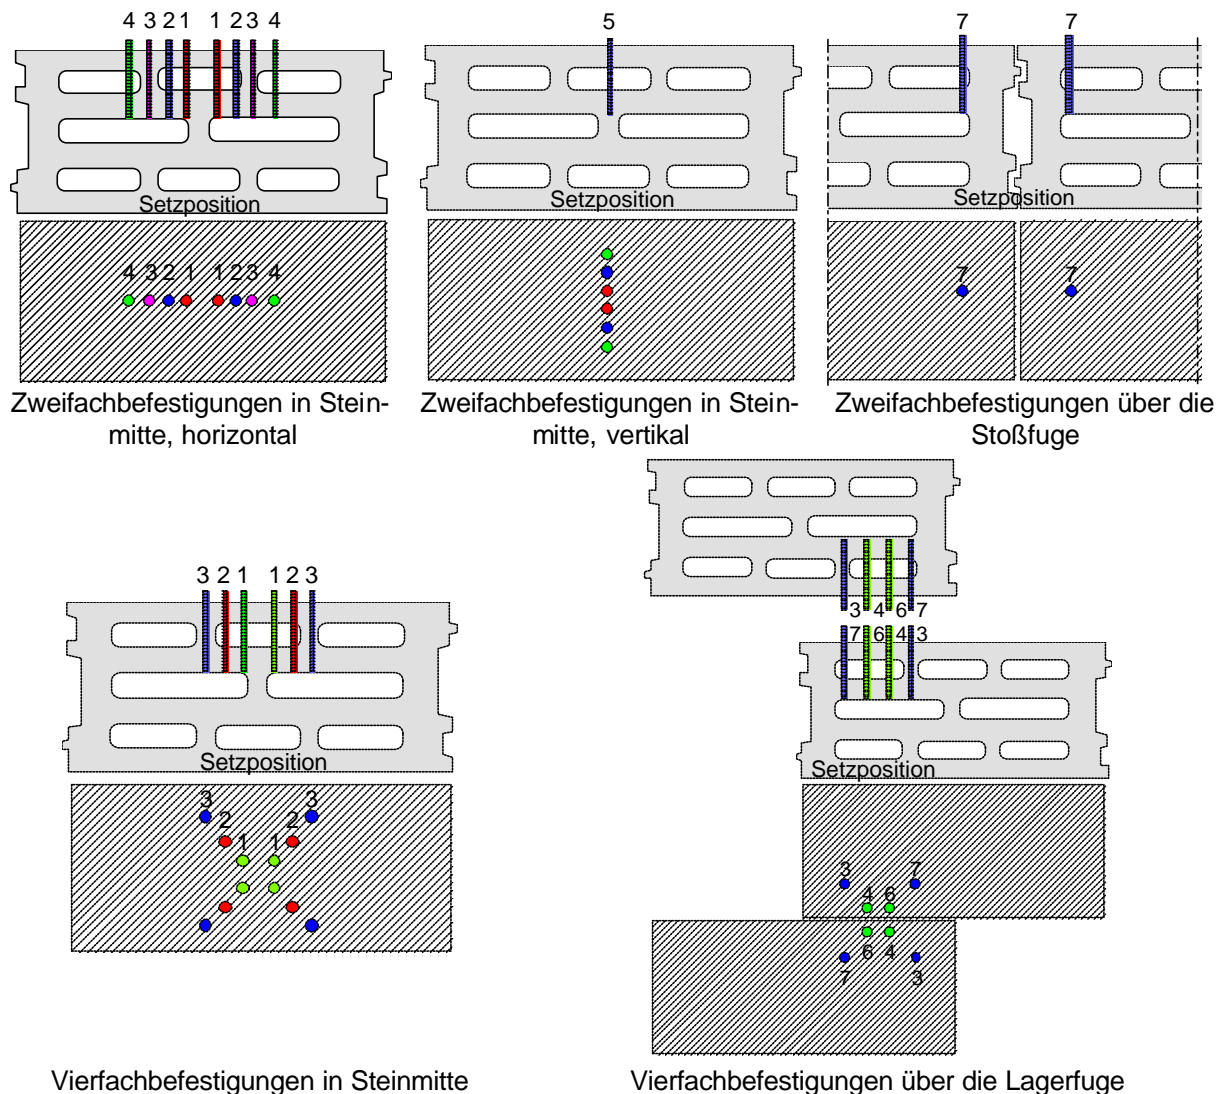 4 3 2 1 1 2 3 4
5
7 7
Setzposition
Setzposition
Setzposition
4 3 2 1 1 2 3 4
7 7
Zweifachbefestigungen in Stein-
mitte, horizontal
Zweifachbefestigungen in Stein-
mitte, vertikal
Zweifachbefestigungen über die
Stoßfuge
3 2 1 1 2 3
Setzposition
3 3
2 2
1 1
3 4 6 7
7 6 4 3
Setzposition
3 7
4 6
6 4
7 3
Vierfachbefestigungen in Steinmitte
Vierfachbefestigungen über die Lagerfuge